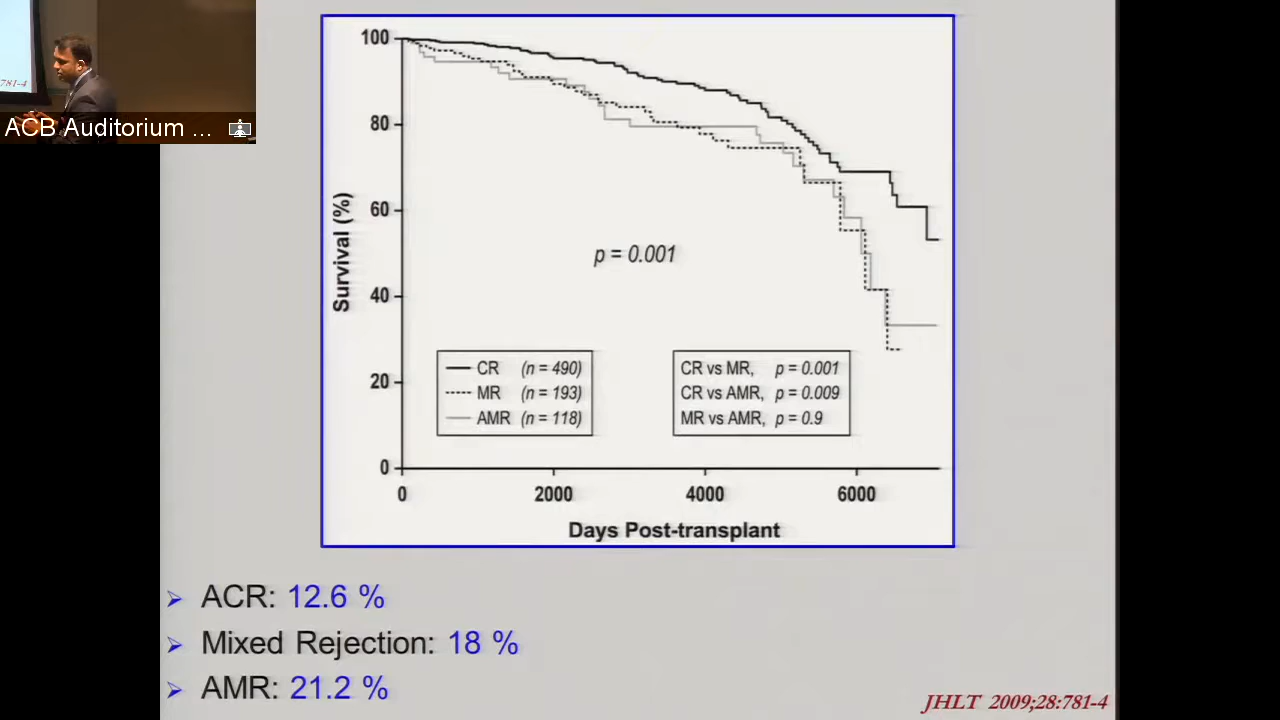 781-4
ACB Auditorium ...
100
80
60
40
20
0
Survival (%)
p = 0.001
CR (n = 490)
MR (n = 193)
AMR (n = 118)
CR vs MR, p = 0.001
CR vs AMR, p = 0.009
MR vs AMR, p = 0.9
0 2000 4000 6000
Days Post-transplant
ACR: 12.6 %
Mixed Rejection: 18 %
AMR: 21.2 %
JHLT 2009;28:781-4